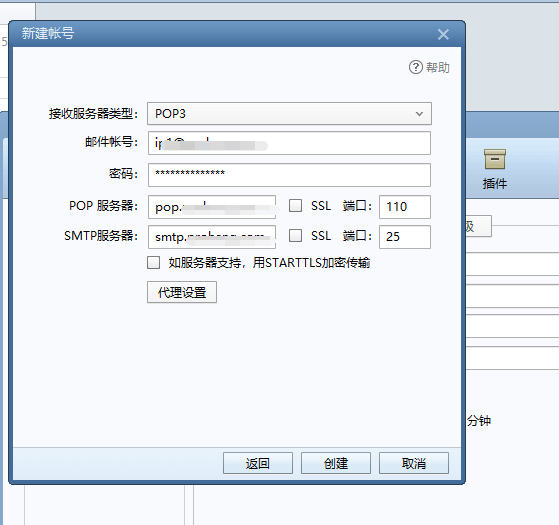 新建帐号
帮助
接收服务器类型： POP3
邮件帐号：
密码： **************
POP 服务器： pop. SSL 端口： 110
SMTP服务器： smtp. SSL 端口： 25
如服务器支持，用STARTTLS加密传输
代理设置
返回 创建 取消
插件
级
分钟
5